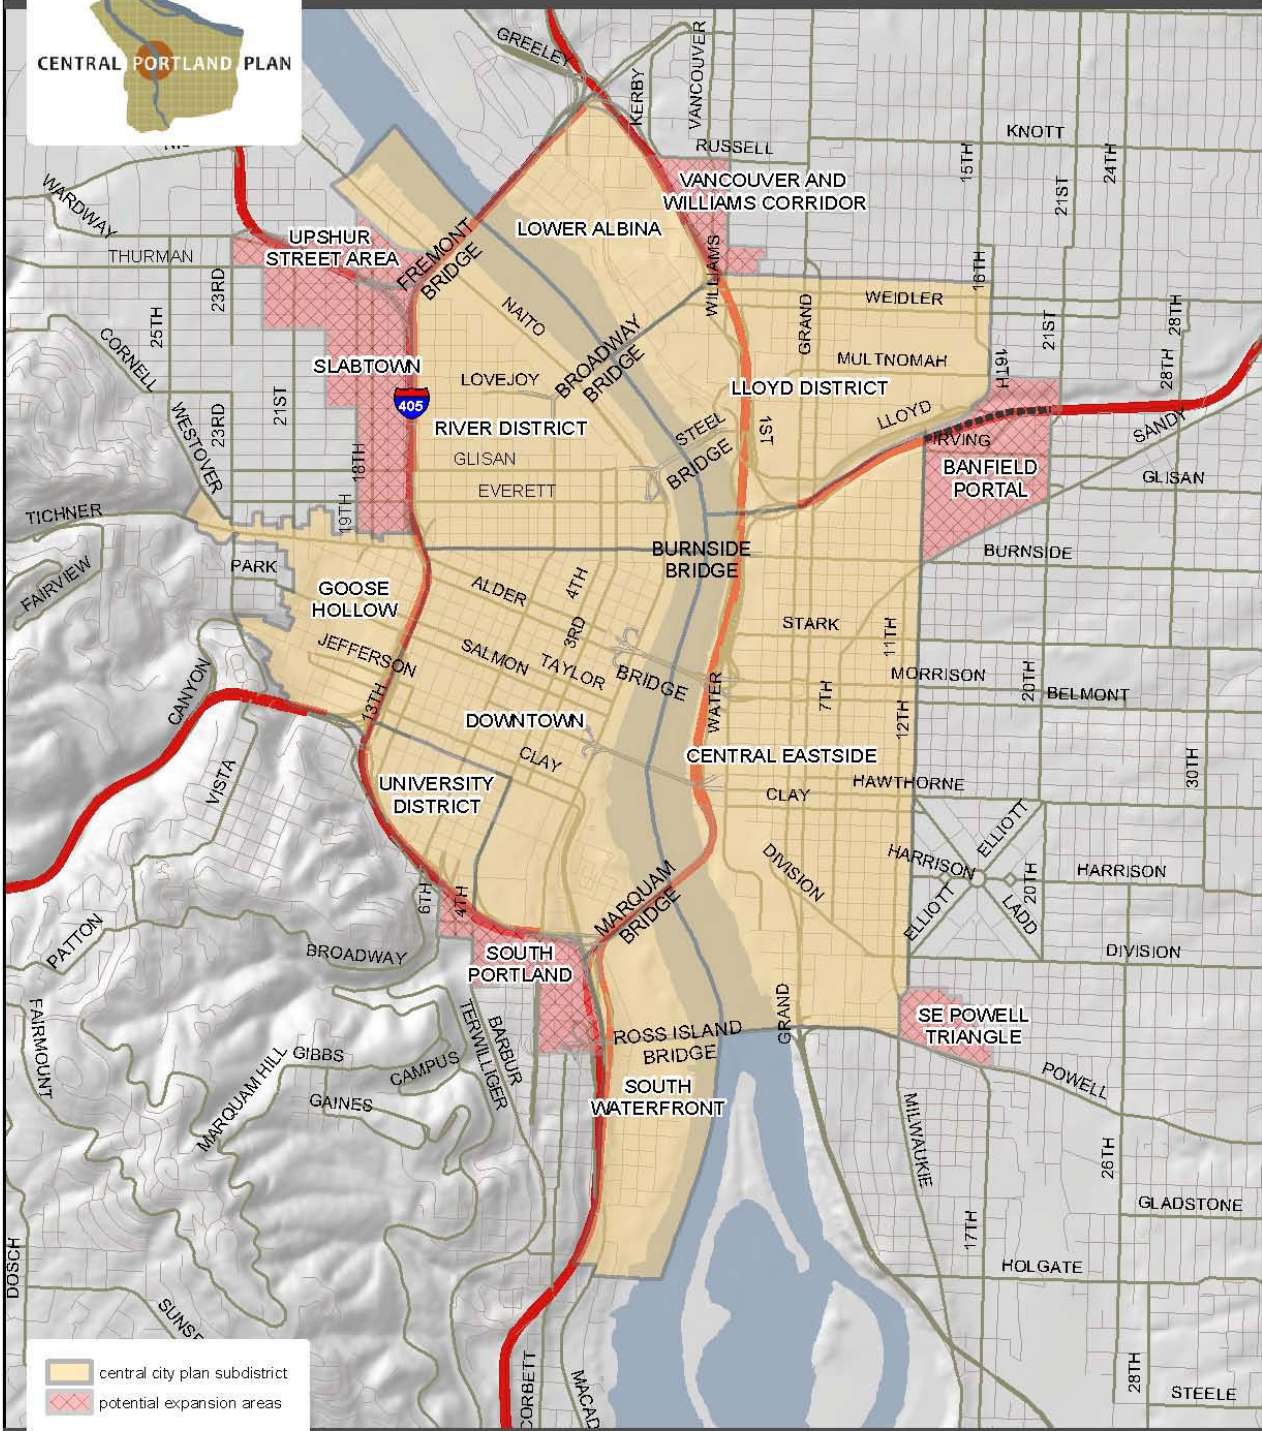 CENTRAL PORTLAND PLAN
GREELEY
KERBY
VANCOUVER
RUSSELL
KNOTT
15TH
24TH
21ST
WARDWAY
THURMAN
UPSHUR
STREET AREA
FREMONT
BRIDGE
LOWER ALBINA
VANCOUVER AND
WILLIAMS CORRIDOR
WILLIAMS
16TH
WEIDLER
GRAND
21ST
28TH
23RD
25TH
NAITO
BROADWAY
BRIDGE
MULTNOMAH
16TH
28TH
CORNELL
SLABTOWN
LOVEJOY
LLOYD DISTRICT
405
21ST
WESTOVER
23RD
RIVER DISTRICT
STEEL
BRIDGE
1ST
LLOYD
IRVING
SANDY
18TH
GLISAN
EVERETT
BANFIELD
PORTAL
GLISAN
19TH
TICHNER
BURNSIDE
BRIDGE
BURNSIDE
PARK
FAIRVIEW
GOOSE
HOLLOW
ALDER
4TH
3RD
STARK
11TH
JEFFERSON
SALMON
TAYLOR
BRIDGE
MORRISON
20TH
BELMONT
CANYON
13TH
WATER
7TH
12TH
DOWNTOWN
CLAY
CENTRAL EASTSIDE
HAWTHORNE
30TH
VISTA
UNIVERSITY
DISTRICT
CLAY
ELLIOTT
HARRISON
DIVISION
HARRISON
20TH
LADD
ELLIOTT
6TH
4TH
MARQUAM
BRIDGE
PATTON
BROADWAY
SOUTH
PORTLAND
DIVISION
FAIRMOUNT
TERWILLIGER
BARBUR
GRAND
SE POWELL
TRIANGLE
ROSS ISLAND
BRIDGE
MARQUAM HILL
GIBBS
CAMPUS
GAINES
SOUTH
WATERFRONT
POWELL
MILWAUKIE
26TH
17TH
GLADSTONE
DOSCH
HOLGATE
SUNSE
central city plan subdistrict
potential expansion areas
CORBETT
MACAD
28TH
STEELE